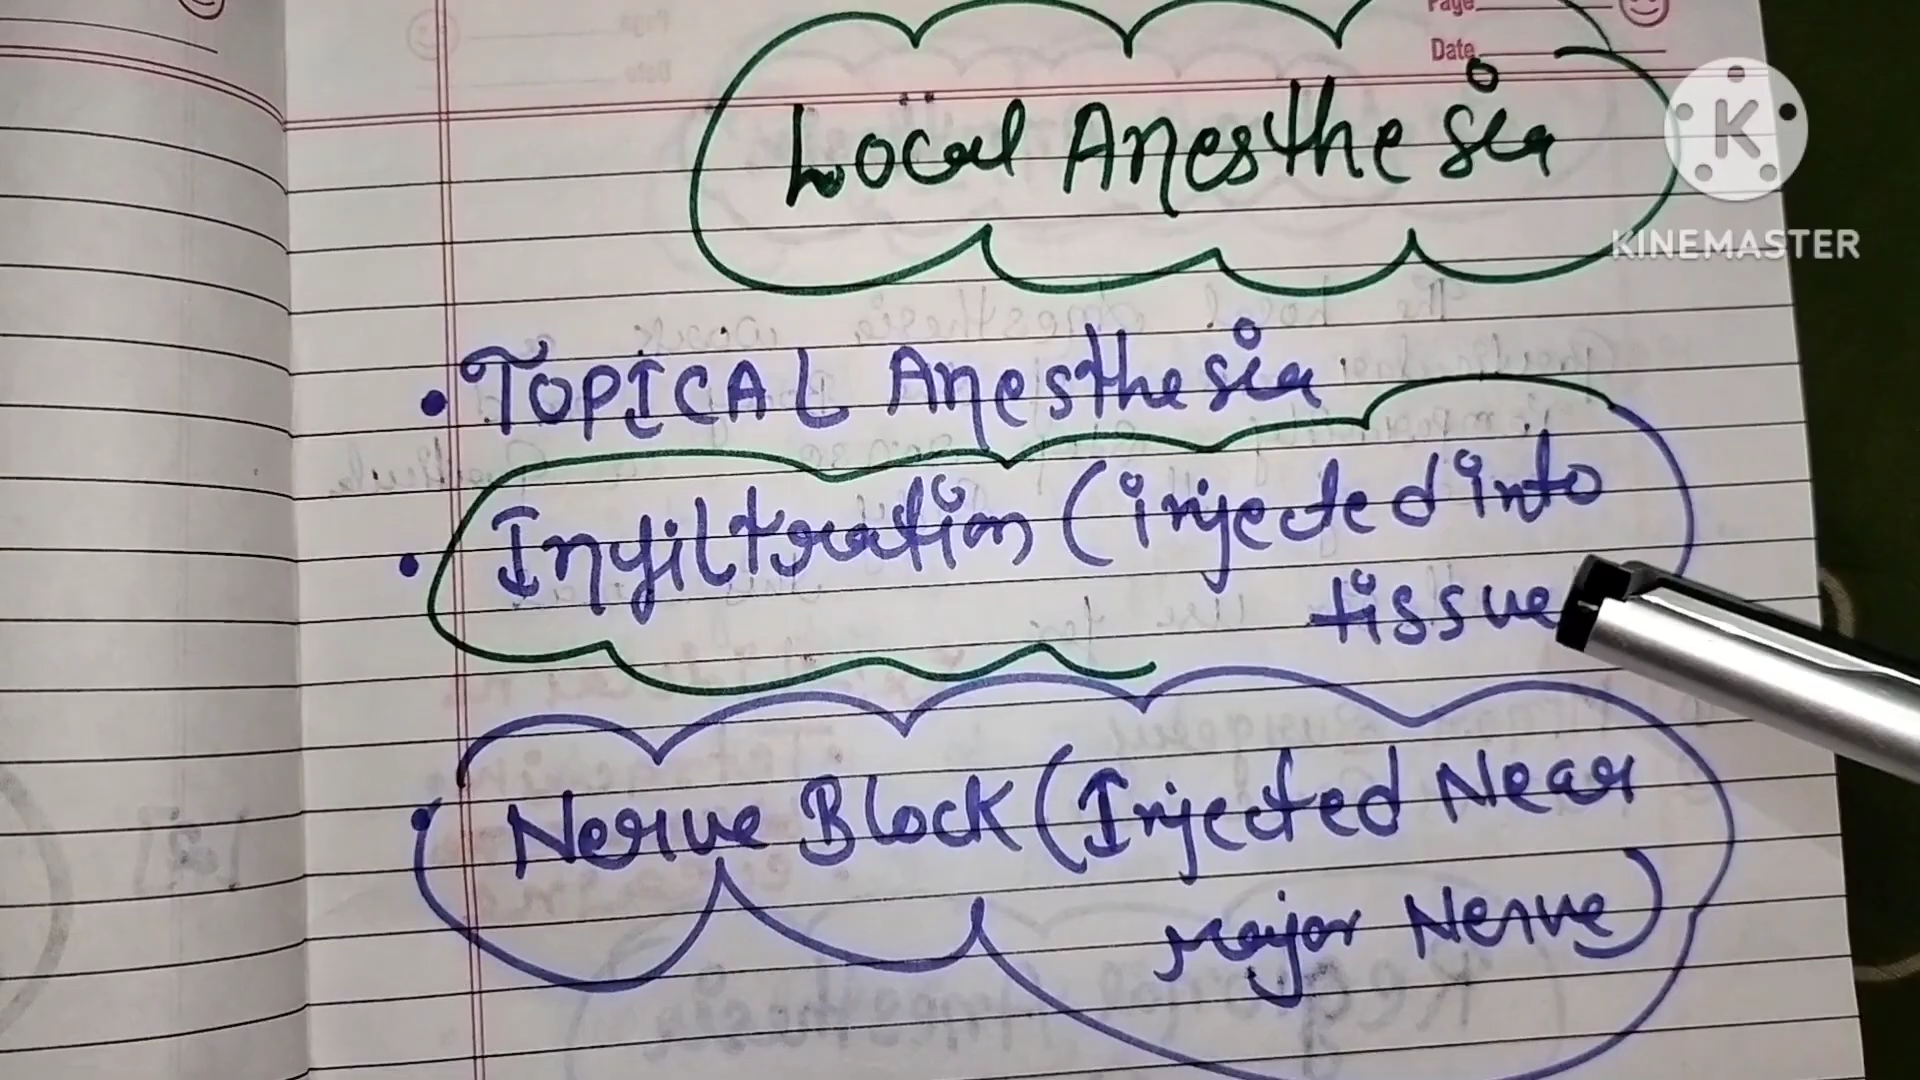 Page
Date
Local Anesthesia
KINEMASTER
• TOPICAL Anesthesia
• Infiltration (injected into
tissue
• Nerve Block (Injected Near
Major Nerve)